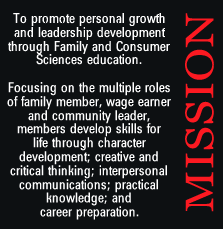 To promote personal growth
and leadership development
through Family and Consumer
Sciences education.
Focusing on the multiple roles
of family member, wage earner
and community leader,
members develop skills for
life through character
development; creative and
critical thinking; interpersonal
communications; practical
knowledge; and
career preparation.
MISSION